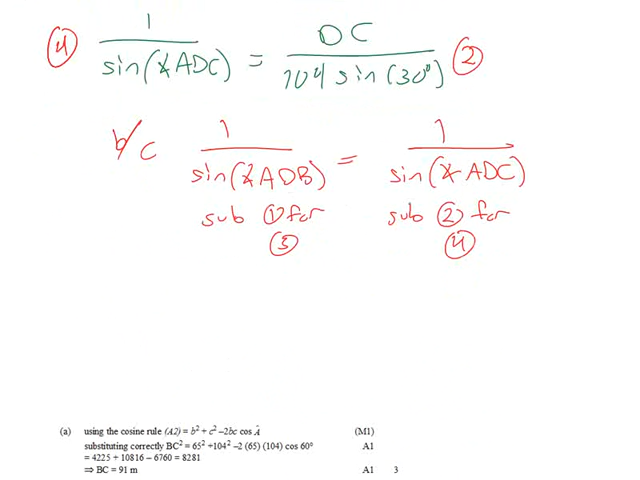 ④ 1/sin(∡ADC) = DC/104 sin(30°) ②
b/c 1/sin(∡ADB) = 1/sin(∡ADC)
sub ① for ③ sub ② for ④
(a) using the cosine rule (A2) = b² + c² –2bc cos Â (M1)
substituting correctly BC² = 65² +104² –2 (65) (104) cos 60° A1
= 4225 + 10816 – 6760 = 8281
⇒ BC = 91 m A1 3